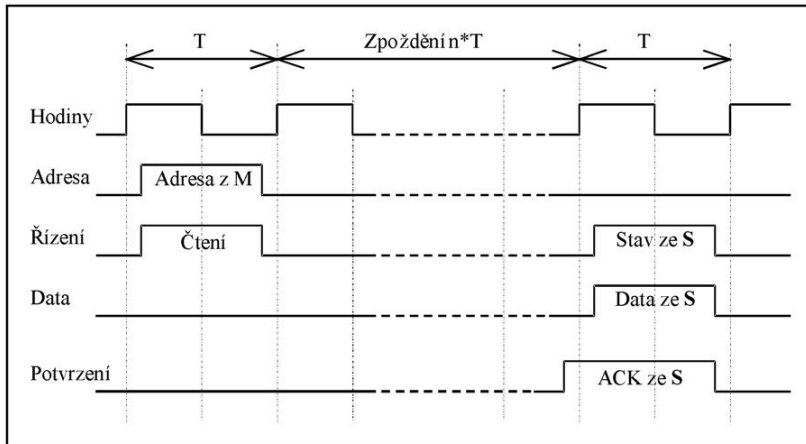 T Zpoždění n*T T
Hodiny
Adresa Adresa z M
Řízení Čtení Stav ze S
Data Data ze S
Potvrzení ACK ze S